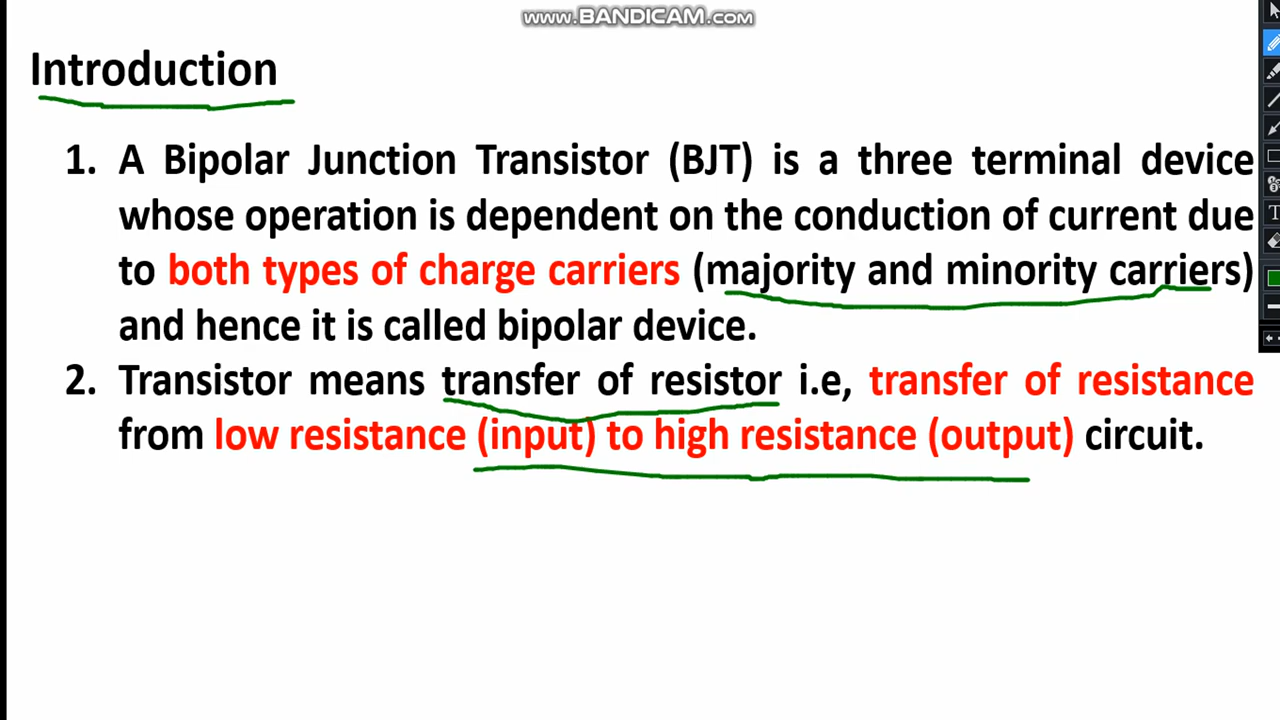 www.BANDICAM.com
Introduction
1. A Bipolar Junction Transistor (BJT) is a three terminal device
whose operation is dependent on the conduction of current due
to both types of charge carriers (majority and minority carriers)
and hence it is called bipolar device.
2. Transistor means transfer of resistor i.e, transfer of resistance
from low resistance (input) to high resistance (output) circuit.